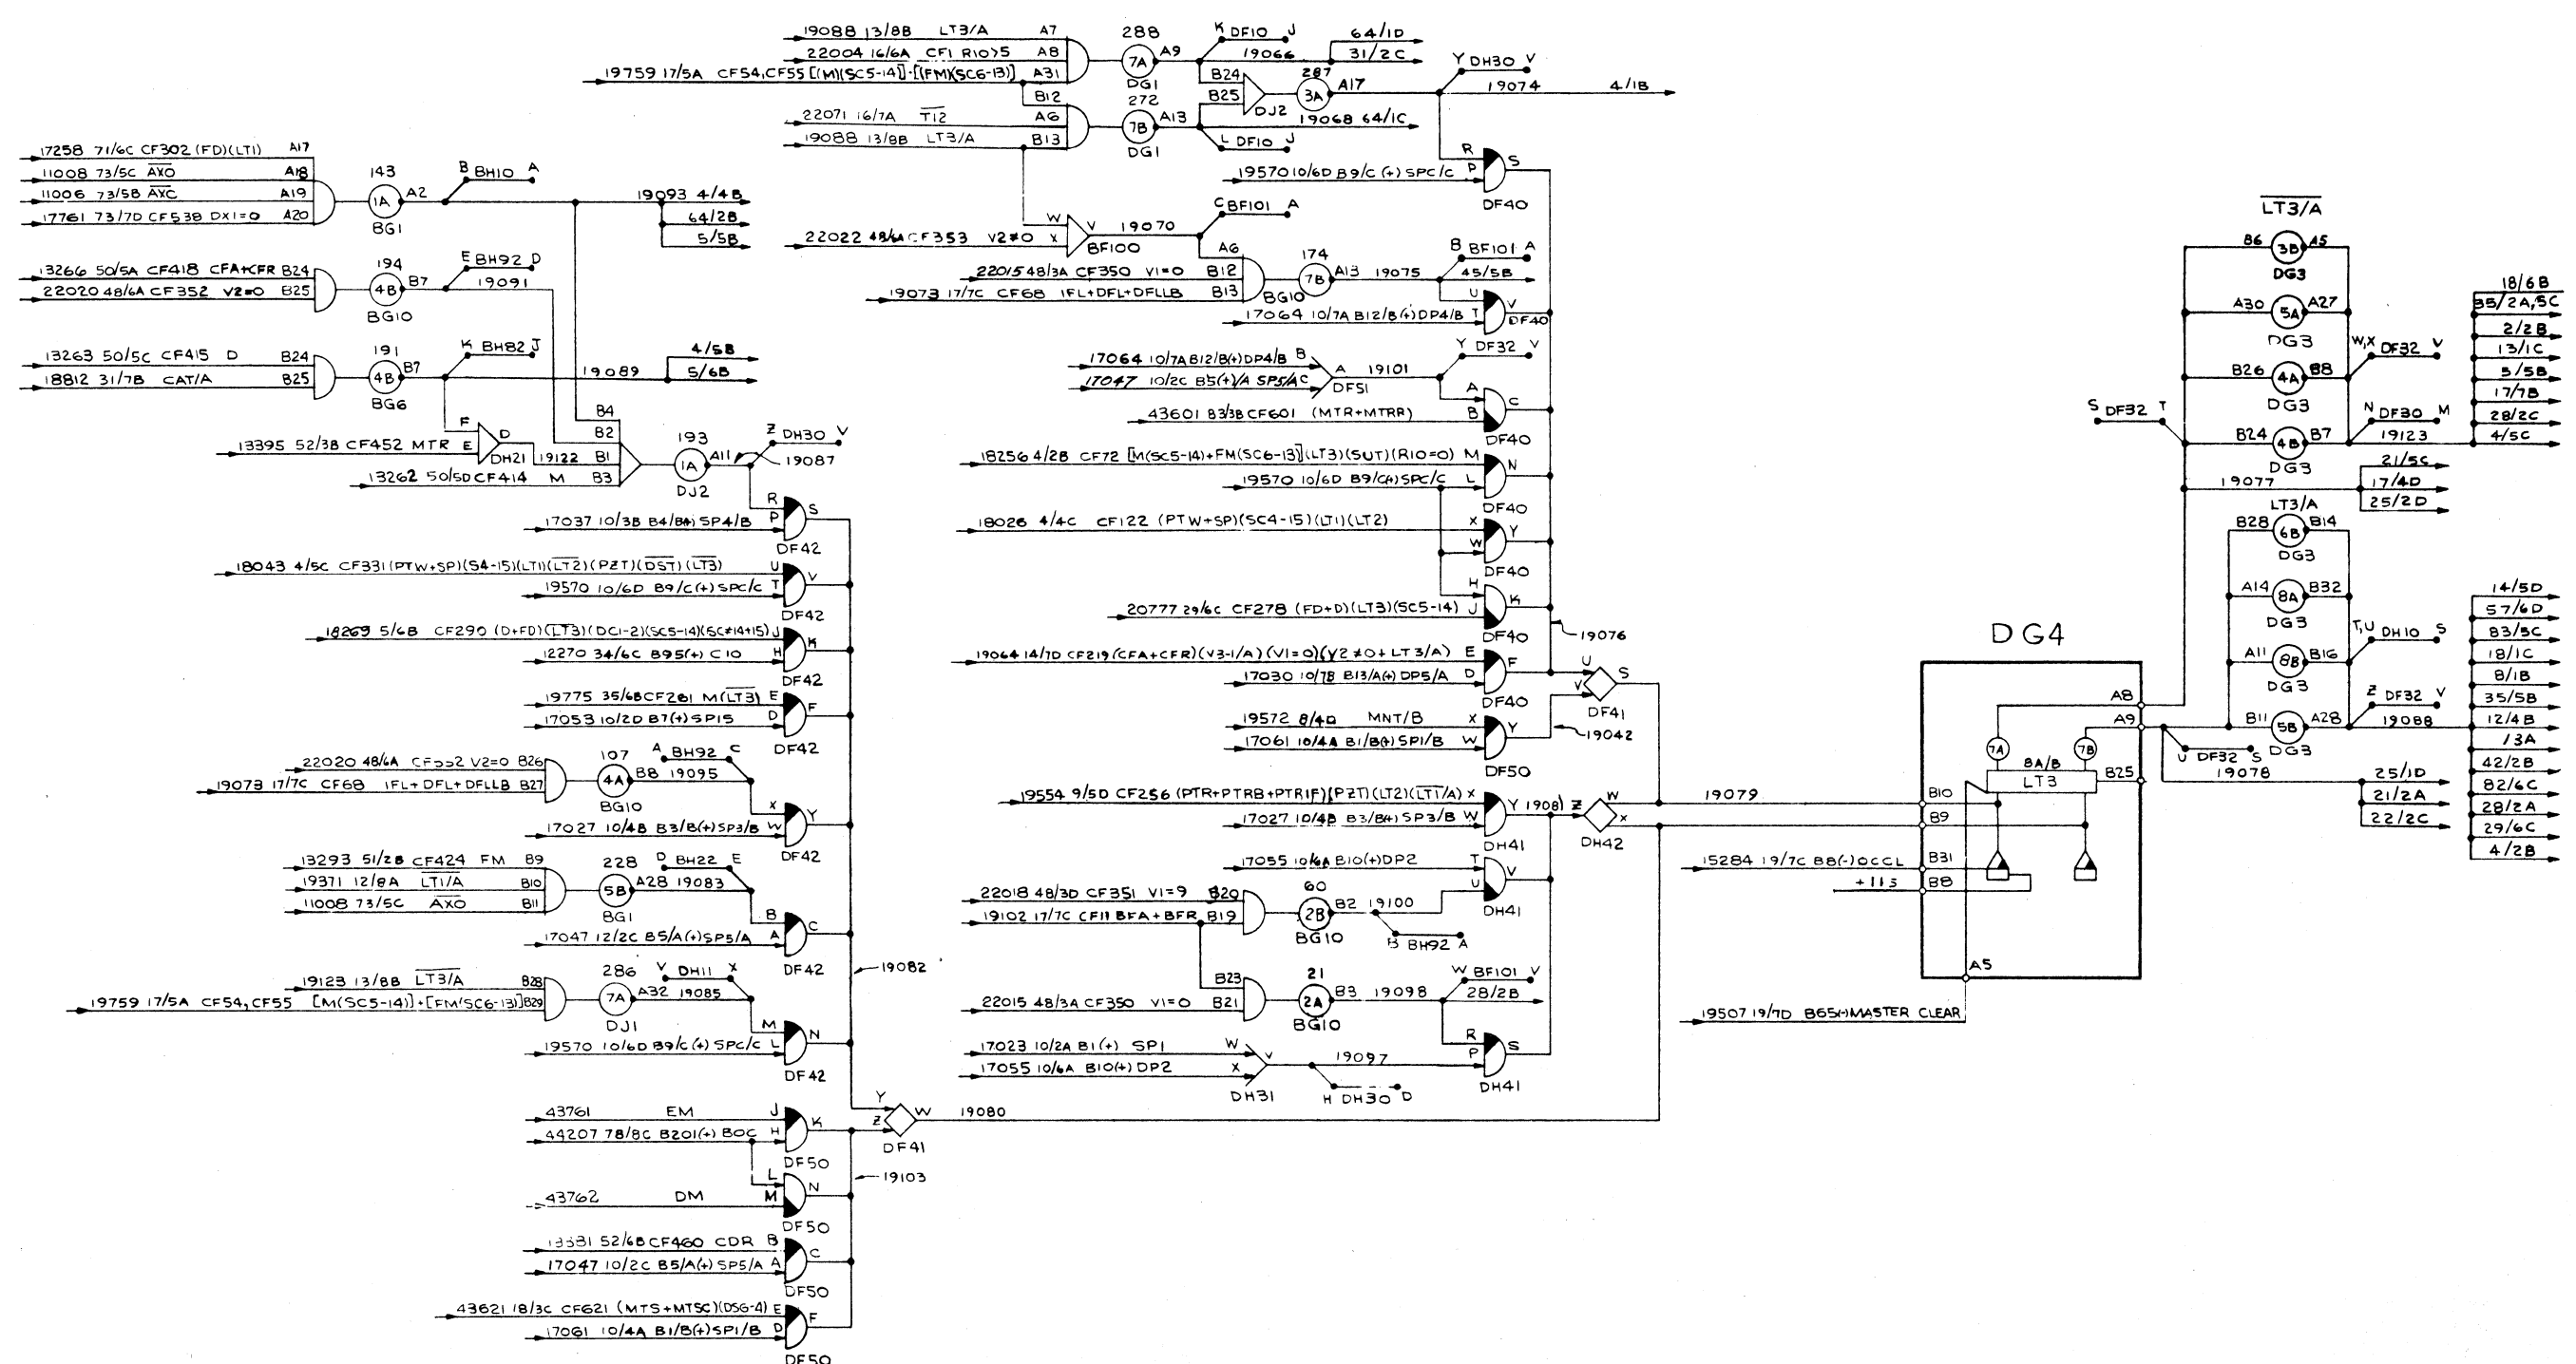 19088 13/8B LT3/A A7
22004 16/6A CF1 R10>5 A8
19759 17/5A CF54,CF55 [(M)(SC5-14)]·[(FM)(SC6-13)] A31
288
7A
A9
DG1
K DF10 J
19066
64/1D
31/2C
B12
22071 16/7A T̅1̅2̅ A6
19088 13/8B LT3/A B13
272
7B
A13
DG1
B24
B25
DJ2
287
3A
A17
Y DH30 V
19074 4/1B
19068 64/1C
L DF10 J
R
19570 10/6D B9/C (+) SPC/C P
S
DF40
17258 71/6C CF302 (FD)(LT1) A17
11008 73/5C A̅X̅O̅ A18
11006 73/5B A̅X̅C̅ A19
17761 73/7D CF538 DX1=0 A20
143
1A
A2
BG1
B BH10 A
19093 4/4B
64/2B
5/5B
W
22022 48/6A CF353 V2≠0 X
V
BF100
19070
C BF101 A
A6
22015 48/3A CF350 V1=0 B12
19073 17/7C CF68 IFL+DFL+DFLLB B13
174
7B
A13
BG10
19075
B BF101 A
45/5B
U
17064 10/7A B12/B(+)DP4/B T
V
DF40
13266 50/5A CF418 CFA+CFR B24
22020 48/6A CF352 V2=0 B25
194
4B
B7
BG10
E BH92 D
19091
13263 50/5C CF415 D B24
18812 31/7B CAT/A B25
191
4B
B7
BG6
K BH82 J
19089
4/5B
5/6B
F
13395 52/3B CF452 MTR E
D
DH21
19122
B4
B2
B1
B3
13262 50/5D CF414 M
193
1A
A11
DJ2
Z DH30 V
19087
17064 10/7A B12/B(+)DP4/B B
17047 10/2C B5(+)/A SP5/A C
A
DF51
19101
Y DF32 V
A
43601 83/3B CF601 (MTR+MTRR) B
C
DF40
18256 4/2B CF72 [M(SC5-14)+FM(SC6-13)](LT3)(SUT)(R10=0) M
19570 10/6D B9/C(+)SPC/C L
N
DF40
18026 4/4C CF122 (PTW+SP)(SC4-15)(LT1)(LT2) X
W
Y
DF40
H
20777 29/6C CF278 (FD+D)(LT3)(SC5-14) J
K
DF40
19076
19064 14/7D CF219 (CFA+CFR)(V3-1/A)(V1=0)(V2≠0+LT3/A) E
17030 10/7B B13/A(+) DP5/A D
F
DF40
U
V
S
DF41
19572 8/4D MNT/B X
17061 10/4A B1/B(+)SP1/B W
Y
DF50
19042
R
17037 10/3B B4/B(+) SP4/B P
S
DF42
18043 4/5C CF331 (PTW+SP)(S4-15)(LT1)(L̅T̅2̅)(PZT)(D̅S̅T̅)(L̅T̅3̅) U
19570 10/6D B9/C(+)SPC/C T
V
DF42
18269 5/6B CF290 (D+FD)(L̅T̅3̅)(DC1-2)(SC5-14)(SC≠14+15) J
12270 34/6C B95(+) C10 H
K
DF42
19775 35/6B CF281 M(L̅T̅3̅) E
17053 10/2D B7(+)SP15 D
F
DF42
22020 48/6A CF352 V2=0 B26
19073 17/7C CF68 IFL+DFL+DFLLB B27
107
4A
B8
BG10
A BH92 C
19095
X
17027 10/4B B3/B(+)SP3/B W
Y
DF42
13293 51/2B CF424 FM B9
19371 12/8A L̅T̅1̅/̅A̅ B10
11008 73/5C A̅X̅O̅ B11
228
5B
A28
BG1
D BH22 E
19083
B
17047 12/2C B5/A(+)SP5/A A
C
DF42
19082
19123 13/8B L̅T̅3̅/̅A̅ B28
19759 17/5A CF54,CF55 [M(SC5-14)]+[FM(SC6-13)] B29
286
7A
A32
DJ1
V DH11 X
19085
M
19570 10/6D B9/C(+) SPC/C L
N
DF42
19554 9/5D CF256 (PTR+PTRB+PTRIF)(PZT)(LT2)(L̅T̅1̅/̅A̅) X
17027 10/4B B3/B(+)SP3/B W
Y
DH41
19081
Z
W
X
DH42
19079
17055 10/6A B10(+)DP2 T
U
V
DH41
22018 48/3D CF351 V1=9 B20
19102 17/7C CF11 BFA+BFR B19
60
2B
B2
BG10
19100
B BH92 A
B23
22015 48/3A CF350 V1=0 B21
21
2A
B3
BG10
19098
W BF101 V
28/2B
17023 10/2A B1(+) SP1 W
17055 10/6A B10(+)DP2 X
V
DH31
19097
H DH30 D
R
P
S
DH41
43761 EM J
44207 78/8C B201(+) BOC H
K
DF50
Y
Z
W
DF41
19080
L
43762 DM M
N
DF50
19103
52/6B CF460 CDR B
17047 10/2C B5/A(+)SP5/A A
C
DF50
43621 18/3C CF621 (MTS+MTSC)(DSG-4) E
17061 10/4A B1/B(+)SP1/B D
F
DF50
DG4
A8
A9
7A
7B
8A/B
LT3
B25
B10
B9
15284 19/7C B8(-)OCCL B31
+113 B8
A5
19507 19/7D B65(-)MASTER CLEAR
L̅T̅3̅/̅A̅
B6 3B A5
DG3
A30 5A A27
DG3
B26 4A B8
DG3
B24 4B B7
DG3
W,X DF32 V
N DF30 M
19123
S DF32 T
18/6B
85/2A,5C
2/2B
13/1C
5/5B
17/7B
28/2C
4/5C
19077
21/5C
17/4D
25/2D
LT3/A
B28 6B B14
DG3
A14 8A B32
DG3
A11 8B B16
DG3
B11 5B A28
DG3
T,U DH10 S
Z DF32 V
19088
U DF32 S
19078
25/1D
21/2A
22/2C
14/5D
57/6D
83/5C
18/1C
8/1B
35/5B
12/4B
13A
42/2B
82/6C
28/2A
29/6C
4/2B